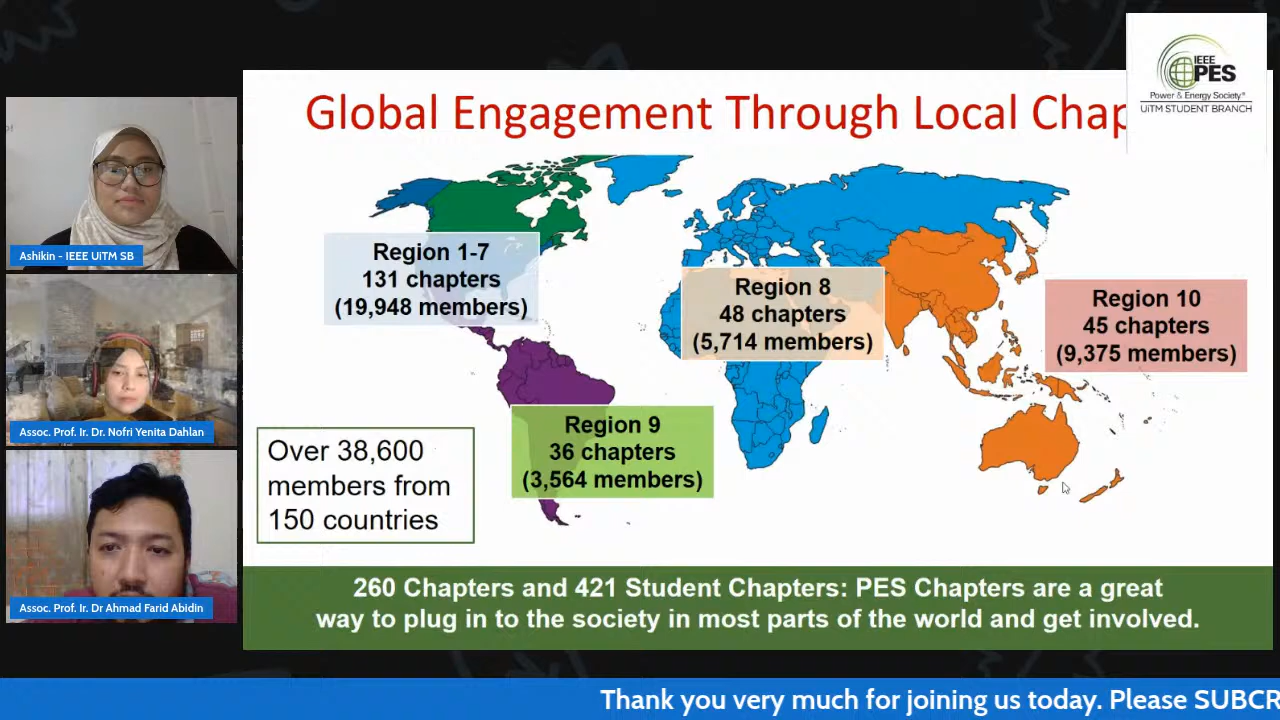 Global Engagement Through Local Chap
IEEE
PES
Power & Energy Society®
UiTM STUDENT BRANCH
Ashikin - IEEE UiTM SB
Assoc. Prof. Ir. Dr. Nofri Yenita Dahlan
Assoc. Prof. Ir. Dr Ahmad Farid Abidin
Region 1-7
131 chapters
(19,948 members)
Region 8
48 chapters
(5,714 members)
Region 10
45 chapters
(9,375 members)
Region 9
36 chapters
(3,564 members)
Over 38,600
members from
150 countries
260 Chapters and 421 Student Chapters: PES Chapters are a great
way to plug in to the society in most parts of the world and get involved.
Thank you very much for joining us today. Please SUBCR